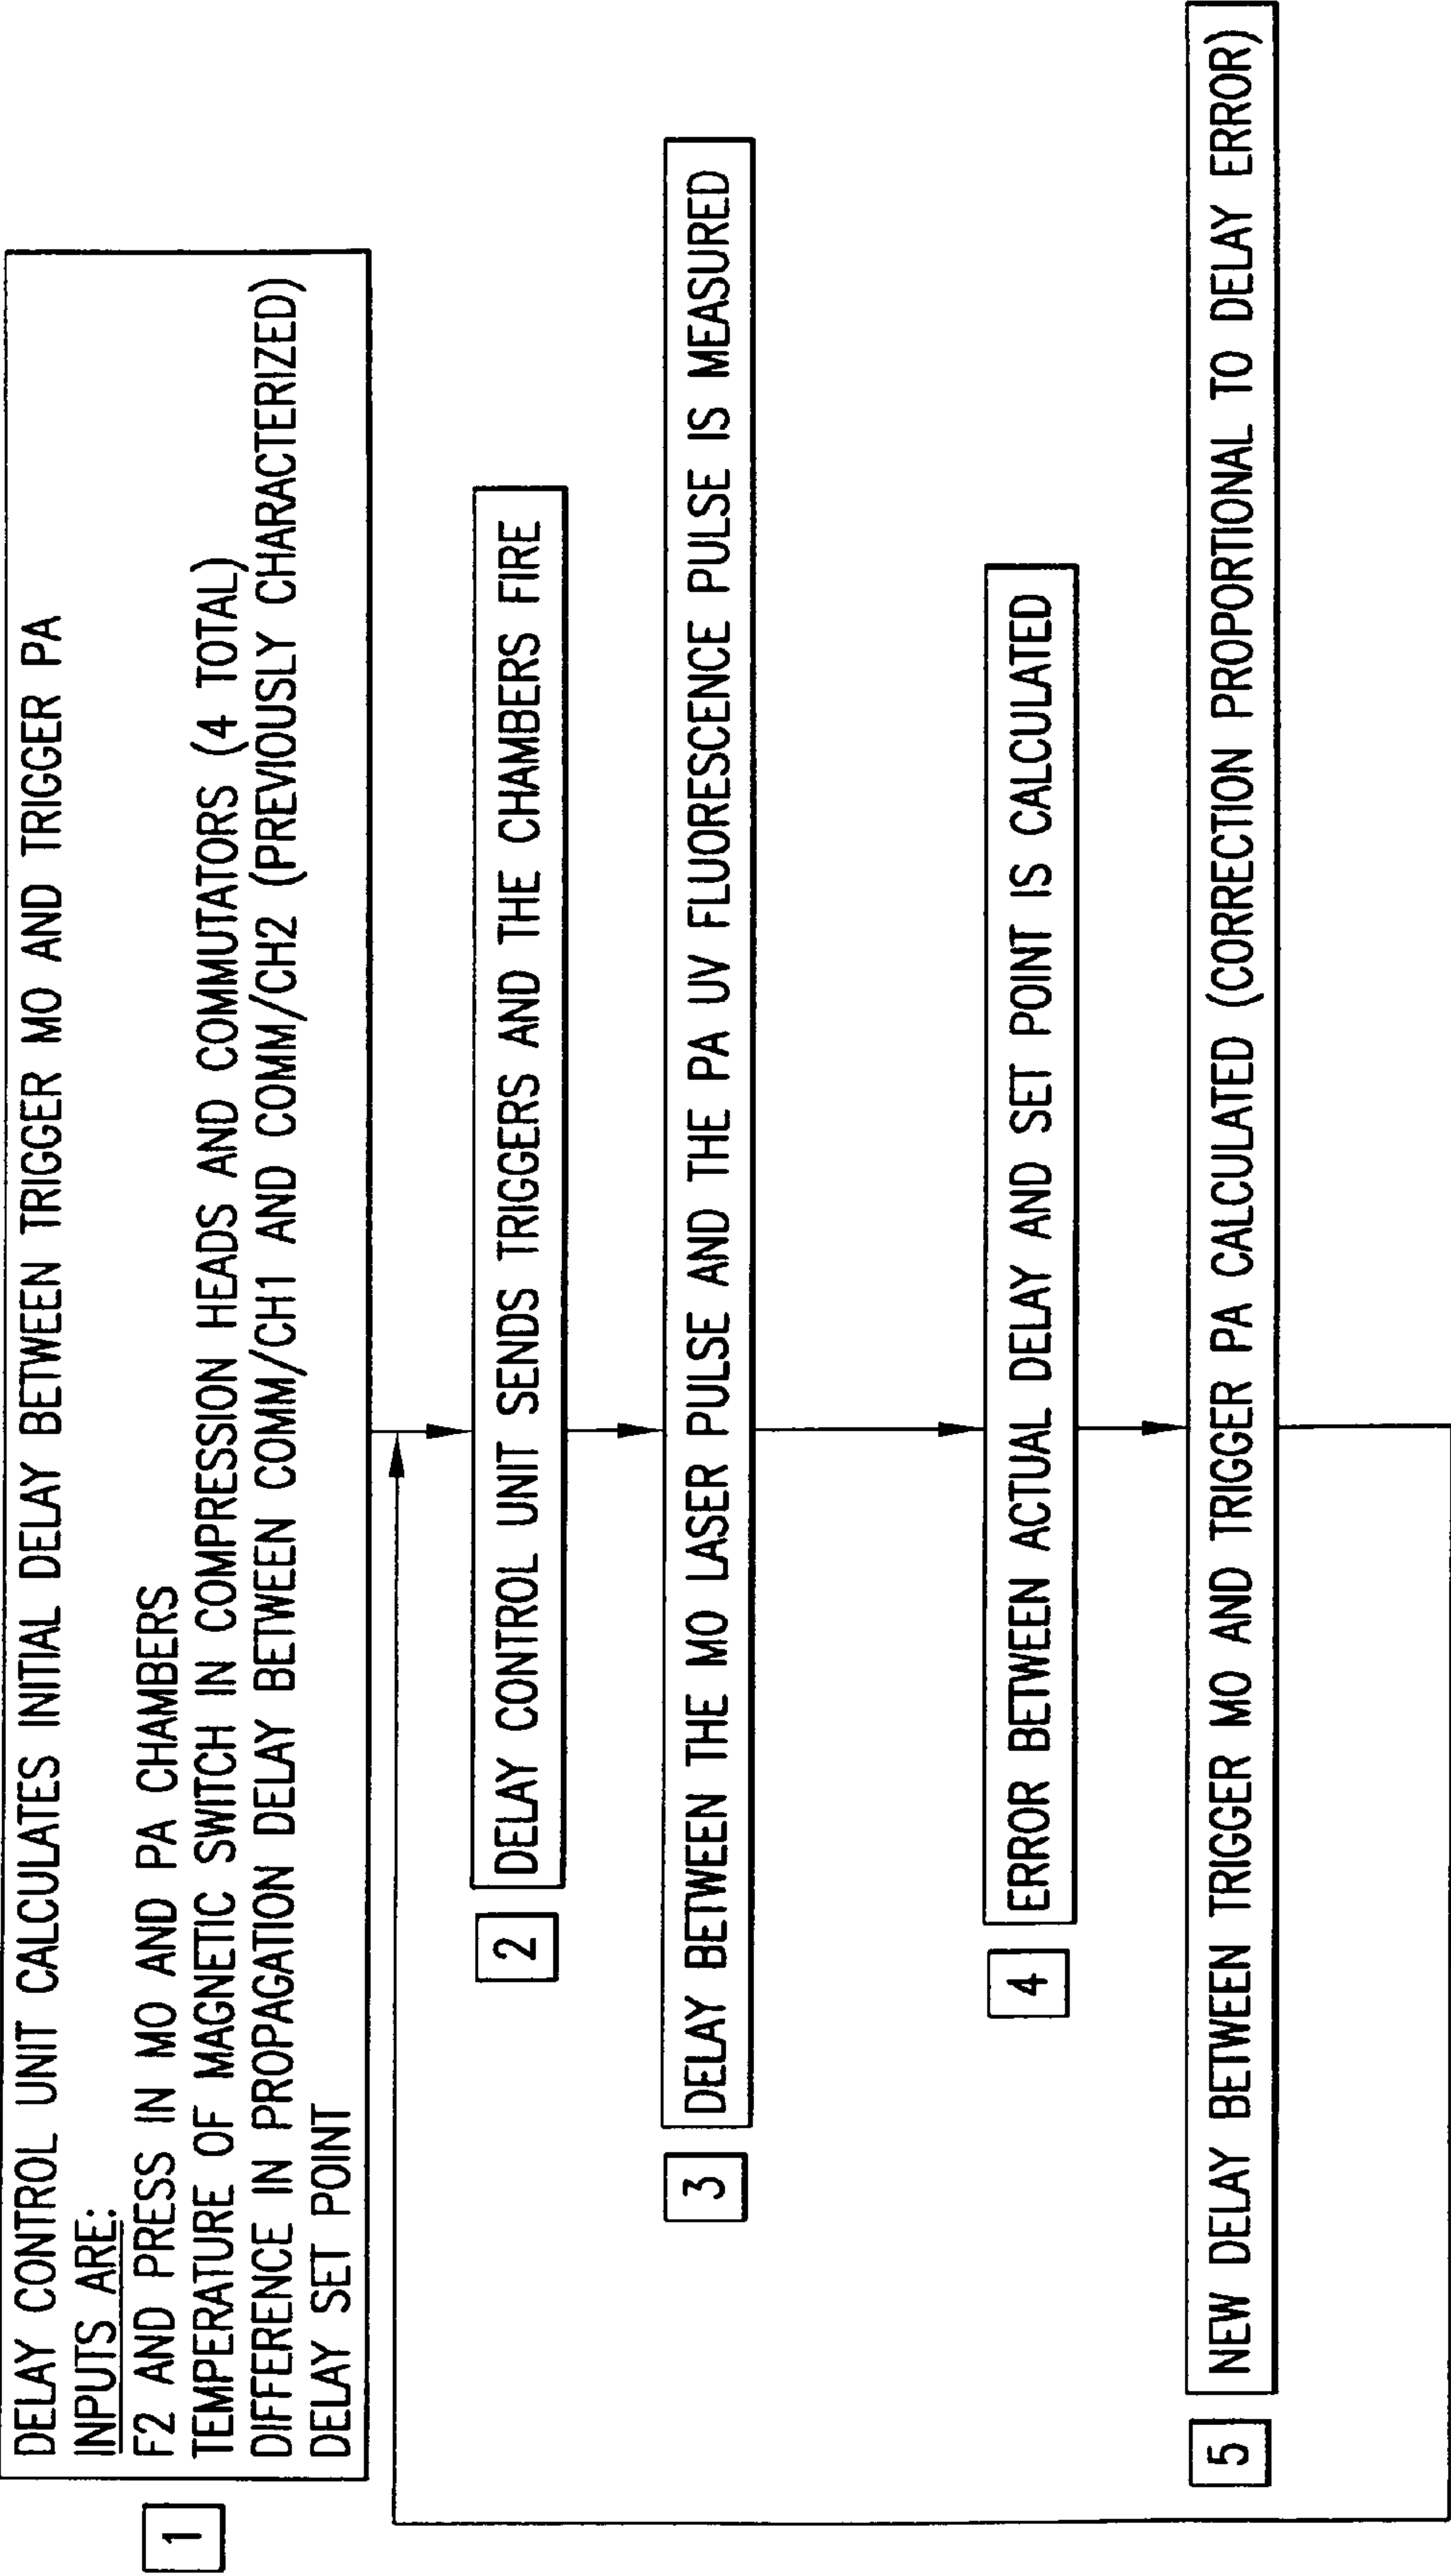 DELAY CONTROL UNIT CALCULATES INITIAL DELAY BETWEEN TRIGGER MO AND TRIGGER PA
INPUTS ARE:
F2 AND PRESS IN MO AND PA CHAMBERS
TEMPERATURE OF MAGNETIC SWITCH IN COMPRESSION HEADS AND COMMUTATORS (4 TOTAL)
DIFFERENCE IN PROPAGATION DELAY BETWEEN COMM/CH1 AND COMM/CH2 (PREVIOUSLY CHARACTERIZED)
DELAY SET POINT
1
2
DELAY CONTROL UNIT SENDS TRIGGERS AND THE CHAMBERS FIRE
3
DELAY BETWEEN THE MO LASER PULSE AND THE PA UV FLUORESCENCE PULSE IS MEASURED
4
ERROR BETWEEN ACTUAL DELAY AND SET POINT IS CALCULATED
5
NEW DELAY BETWEEN TRIGGER MO AND TRIGGER PA CALCULATED (CORRECTION PROPORTIONAL TO DELAY ERROR)